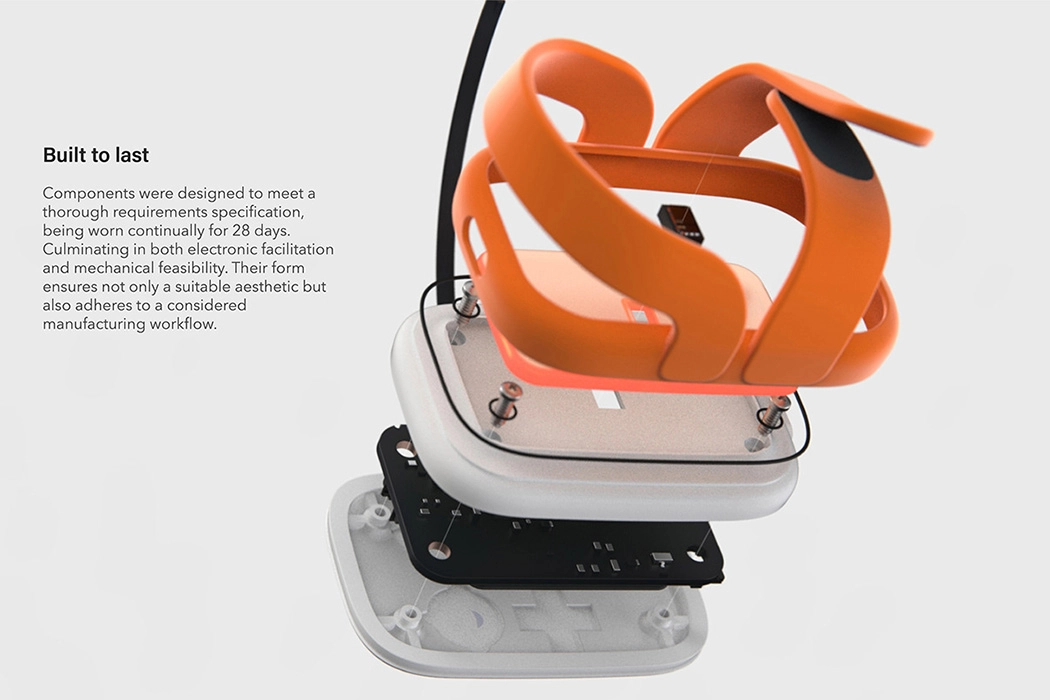 Built to last
Components were designed to meet a
thorough requirements specification,
being worn continually for 28 days.
Culminating in both electronic facilitation
and mechanical feasibility. Their form
ensures not only a suitable aesthetic but
also adheres to a considered
manufacturing workflow.